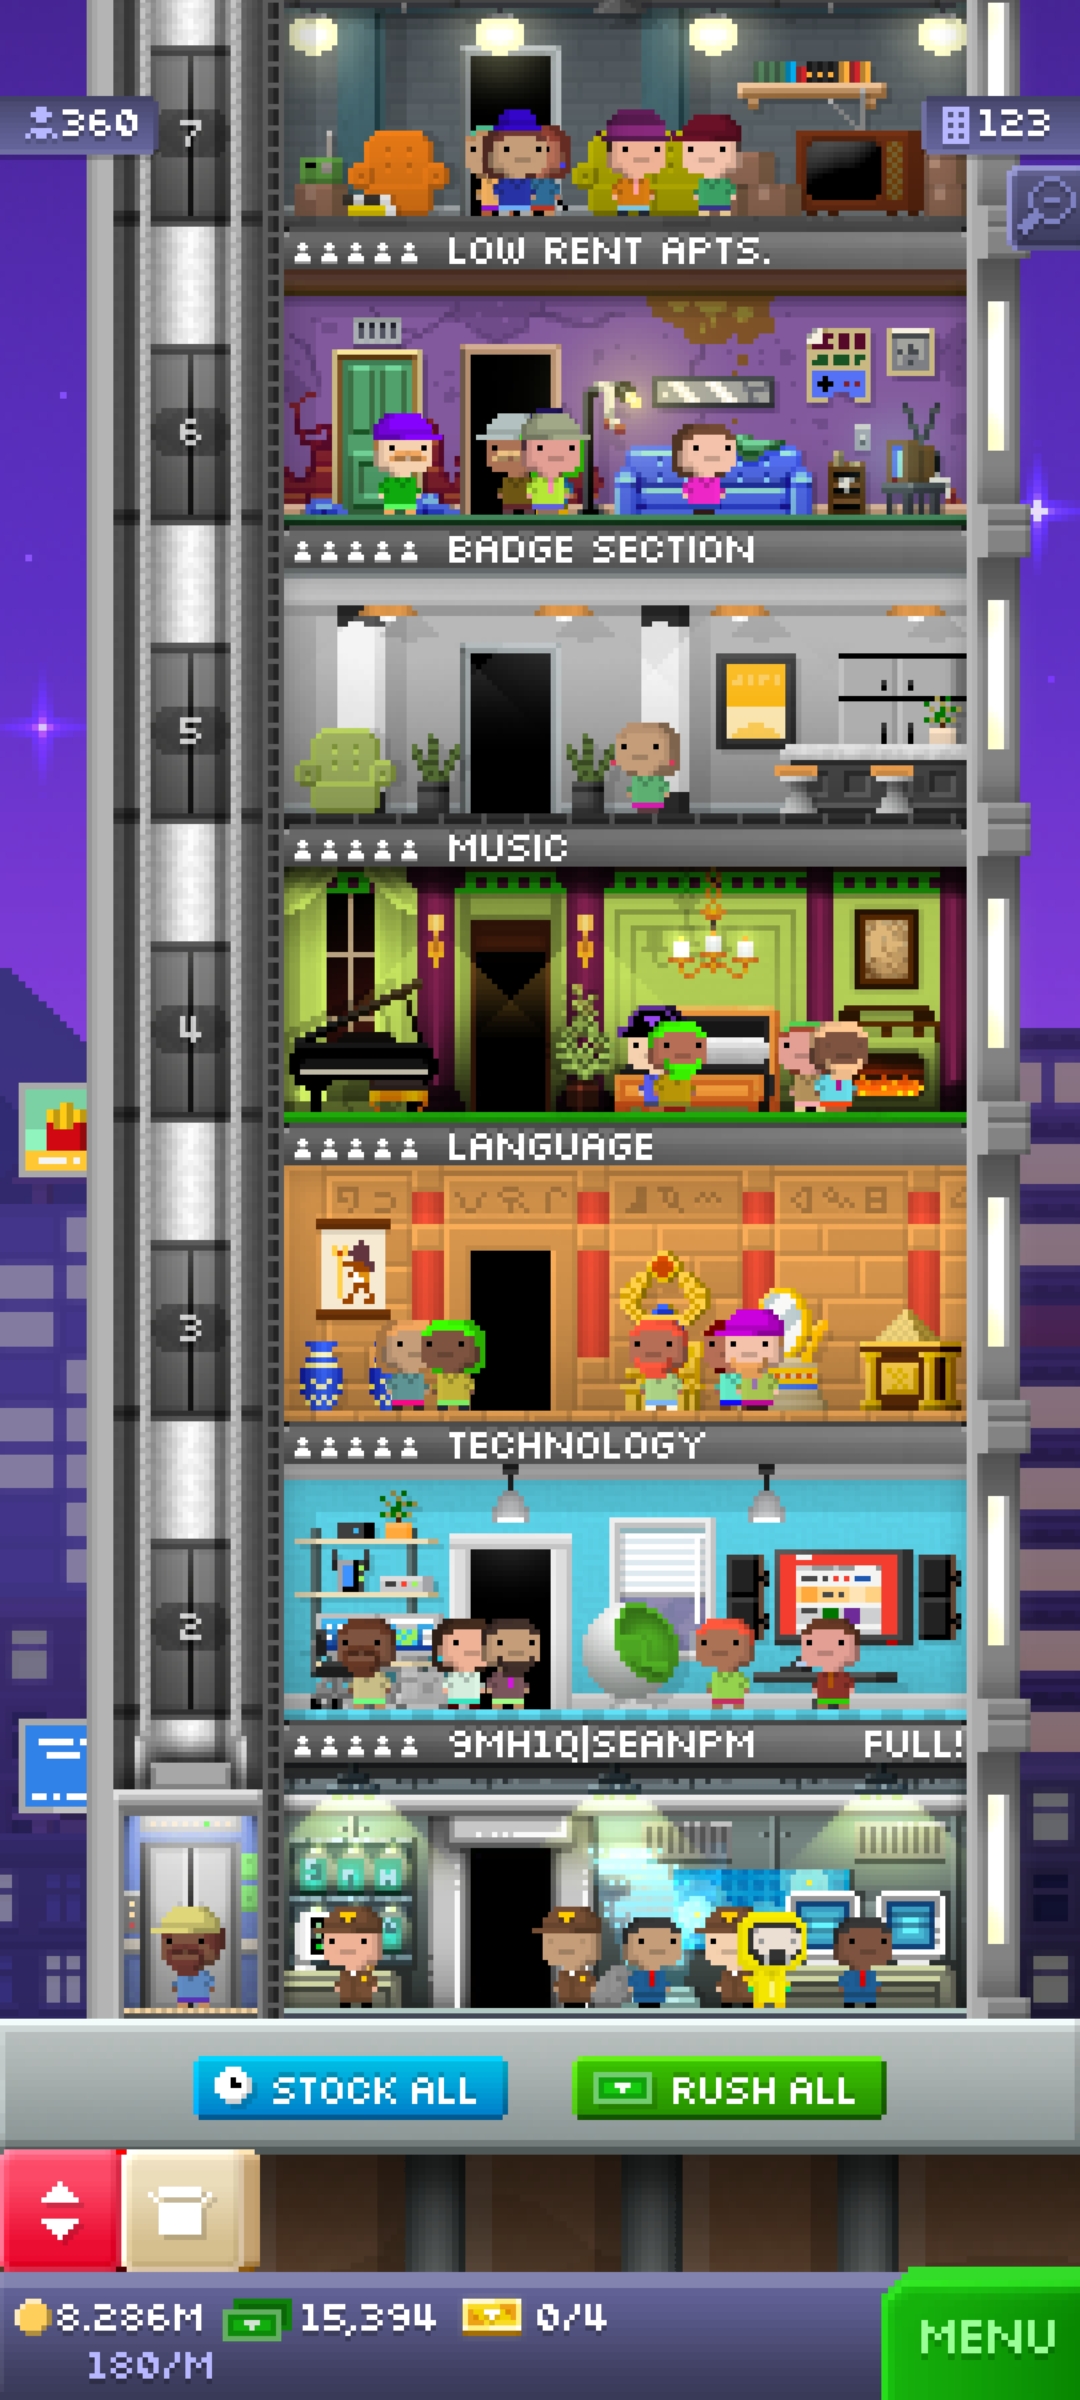 360
7
123
LOW RENT APTS.
6
BADGE SECTION
5
MUSIC
4
LANGUAGE
3
TECHNOLOGY
2
9MH1Q|SEANPM FULL!
STOCK ALL
RUSH ALL
8.286M
15,394
0/4
180/M
MENU